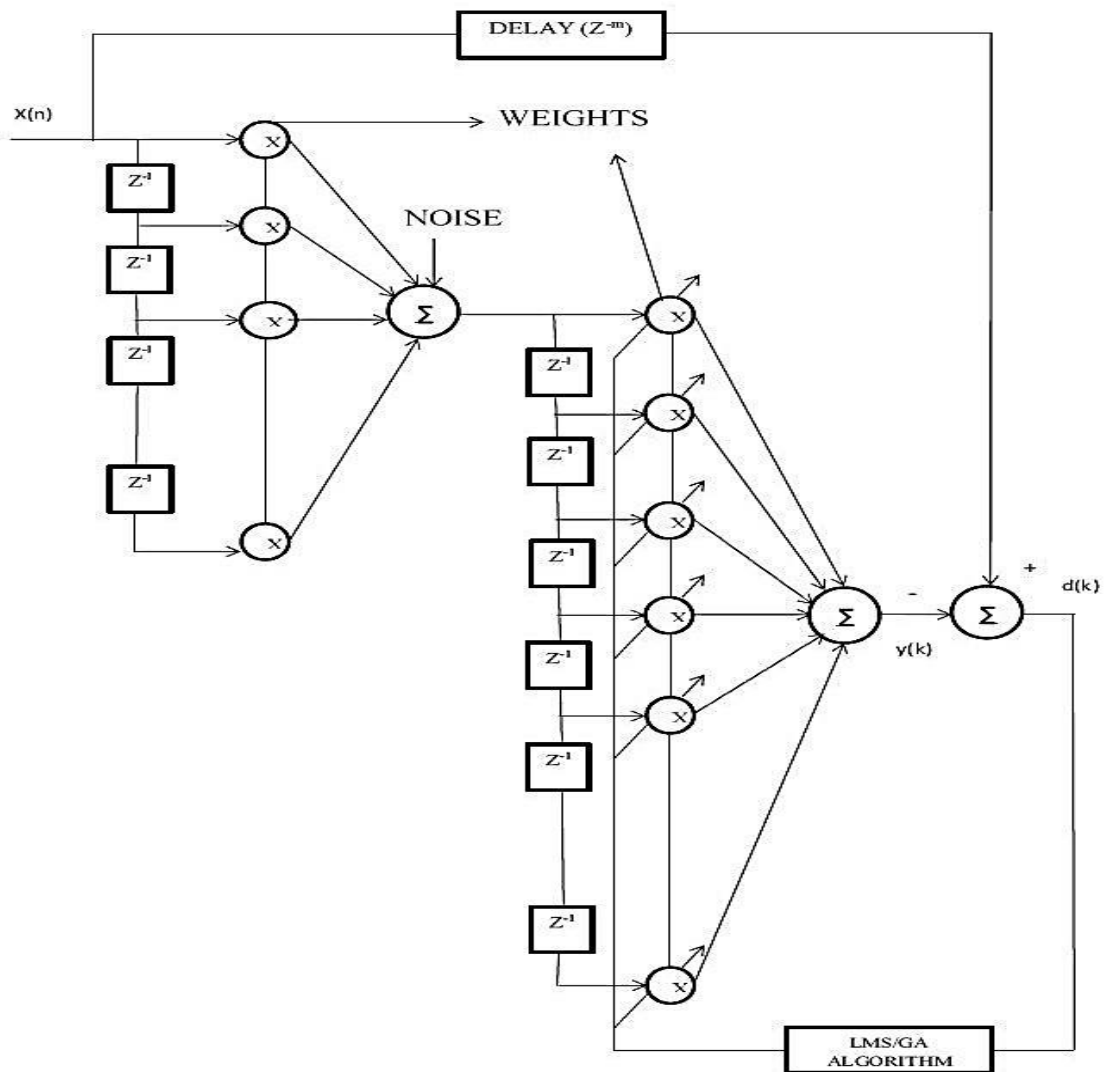 DELAY (Z⁻ᵐ)
X(n)
WEIGHTS
X
Z⁻¹
NOISE
X
Z⁻¹
Σ
X
X
Z⁻¹
Z⁻¹
X
Z⁻¹
Z⁻¹
X
X
Z⁻¹
+
d(k)
-
X
Σ
Σ
y(k)
Z⁻¹
X
Z⁻¹
Z⁻¹
X
LMS/GA
ALGORITHM